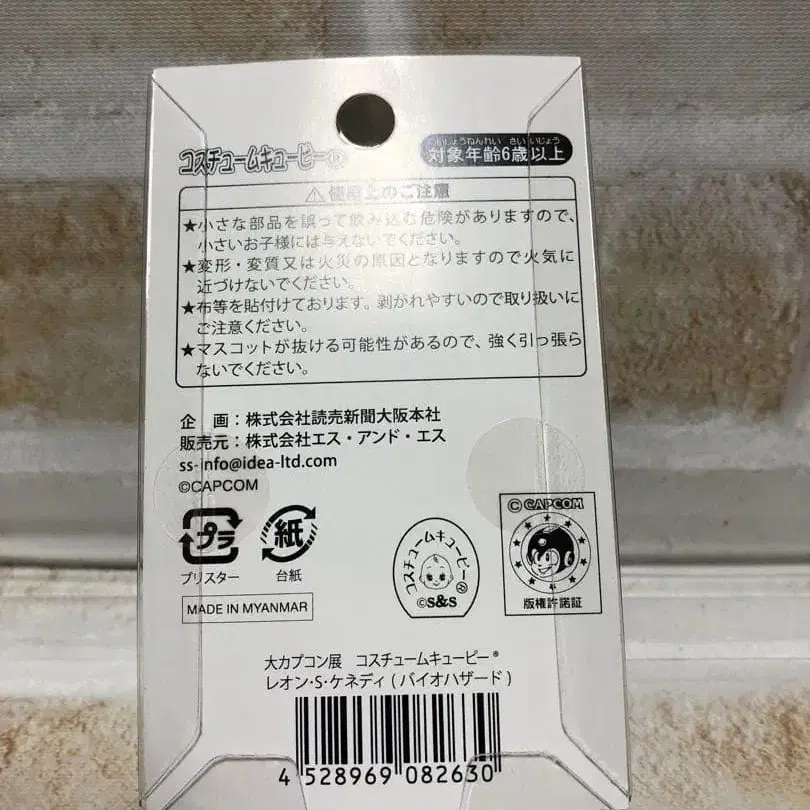 コスチュームキューピー®
たいしょうねんれい さい いじょう
対象年齢6歳以上
⚠使用上のご注意
★小さな部品を誤って飲み込む危険がありますので、
小さいお子様には与えないでください。
★変形・変質又は火災の原因となりますので火気に
近づけないでください。
★布等を貼付けております。剥がれやすいので取り扱いに
ご注意ください。
★マスコットが抜ける可能性があるので、強く引っ張ら
ないでください。
企　画：株式会社読売新聞大阪本社
販売元：株式会社エス・アンド・エス
ss-info@idea-ltd.com
©CAPCOM
プラ
ブリスター
紙
台紙
コスチュームキューピー®
©S&S
© CAPCOM
版権許諾証
MADE IN MYANMAR
大カプコン展　コスチュームキューピー®
レオン・S・ケネディ(バイオハザード)
4 528969 082630